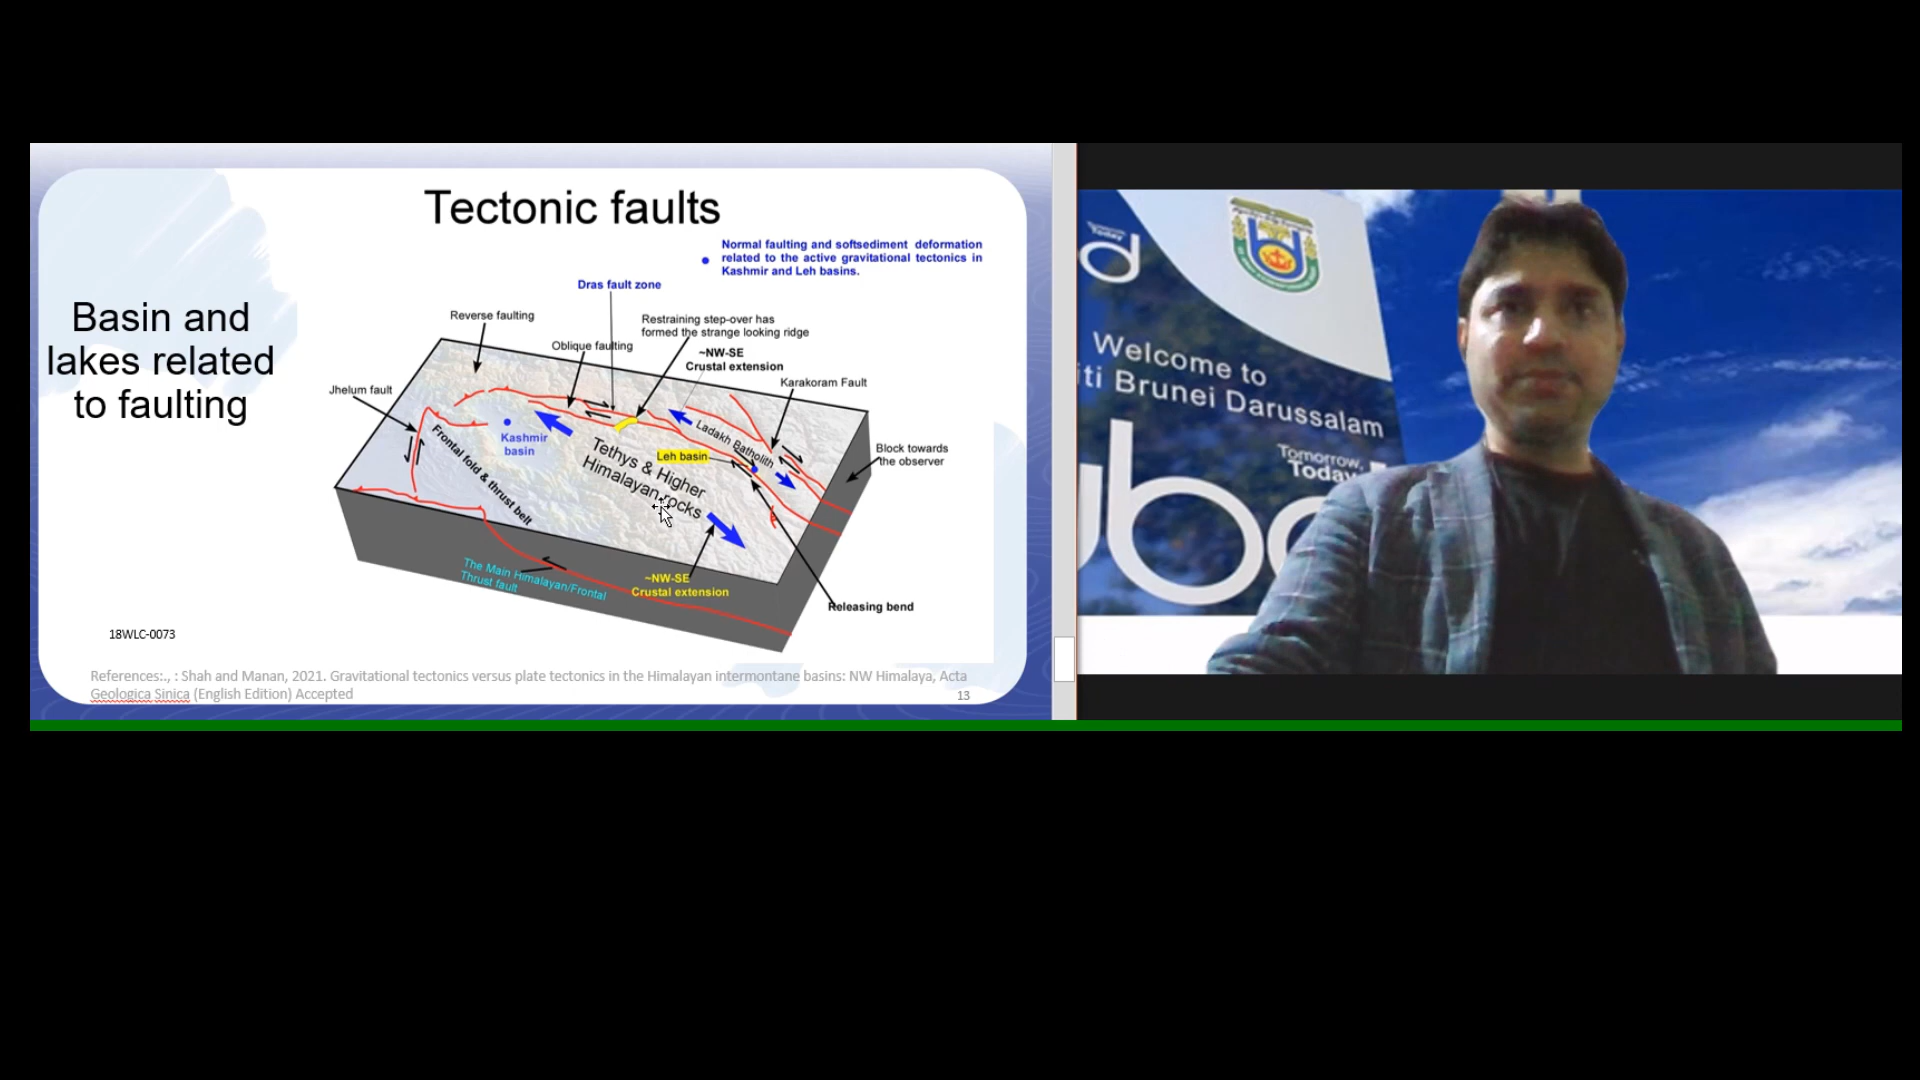 Tectonic faults
Normal faulting and softsediment deformation
related to the active gravitational tectonics in
Kashmir and Leh basins.
Basin and
lakes related
to faulting
Dras fault zone
Reverse faulting
Restraining step-over has
formed the strange looking ridge
Oblique faulting
~NW-SE
Crustal extension
Karakoram Fault
Jhelum fault
Kashmir
basin
Ladakh Batholith
Leh basin
Block towards
the observer
Frontal fold & thrust belt
Tethys & Higher
Himalayan rocks
The Main Himalayan/Frontal
Thrust fault
~NW-SE
Crustal extension
Releasing bend
18WLC-0073
References:., : Shah and Manan, 2021. Gravitational tectonics versus plate tectonics in the Himalayan intermontane basins: NW Himalaya, Acta
Geologica Sinica (English Edition) Accepted
13
Today
d
Welcome to
iti Brunei Darussalam
Tomorrow,
Today
ub